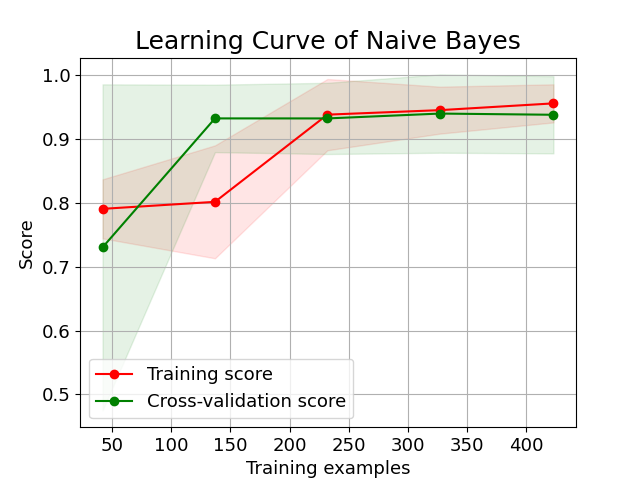 Learning Curve of Naive Bayes
1.0
0.9
0.8
0.7
0.6
0.5
Score
Training score
Cross-validation score
50 100 150 200 250 300 350 400
Training examples